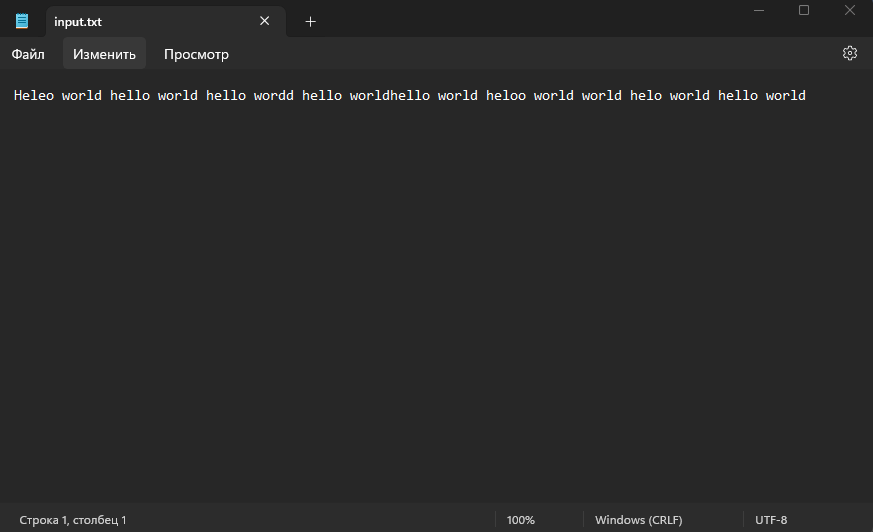 input.txt
Файл Изменить Просмотр
Heleo world hello world hello wordd hello worldhello world heloo world world helo world hello world
Строка 1, столбец 1 100% Windows (CRLF) UTF-8